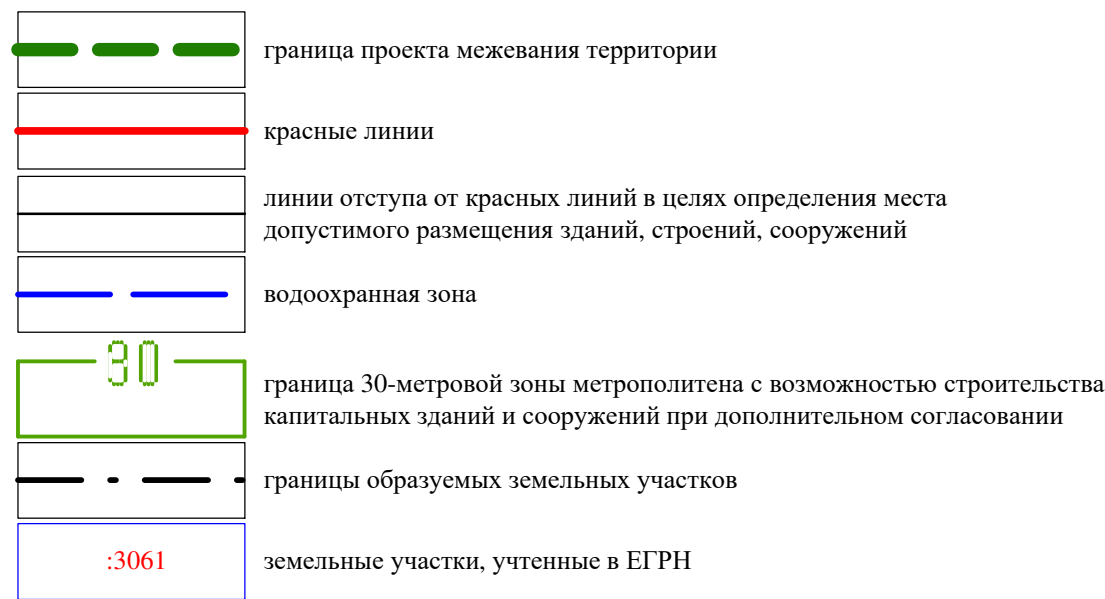 граница проекта межевания территории
красные линии
линии отступа от красных линий в целях определения места
допустимого размещения зданий, строений, сооружений
водоохранная зона
30
граница 30-метровой зоны метрополитена с возможностью строительства
капитальных зданий и сооружений при дополнительном согласовании
границы образуемых земельных участков
:3061
земельные участки, учтенные в ЕГРН